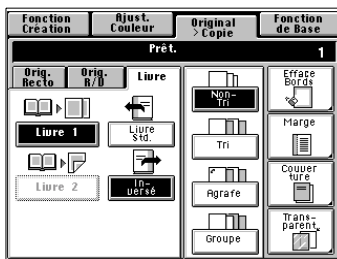 Fonction
Création
Ajust.
Couleur
Original
>Copie
Fonction
de Base
Prêt.
1
Orig.
Recto
Orig.
R/D
Livre
Livre 1
Livre
Std.
Livre 2
In-
versé
Non-
Tri
Tri
Agrafe
Groupe
Efface
Bords
Marge
Couver
ture
Trans-
parent.